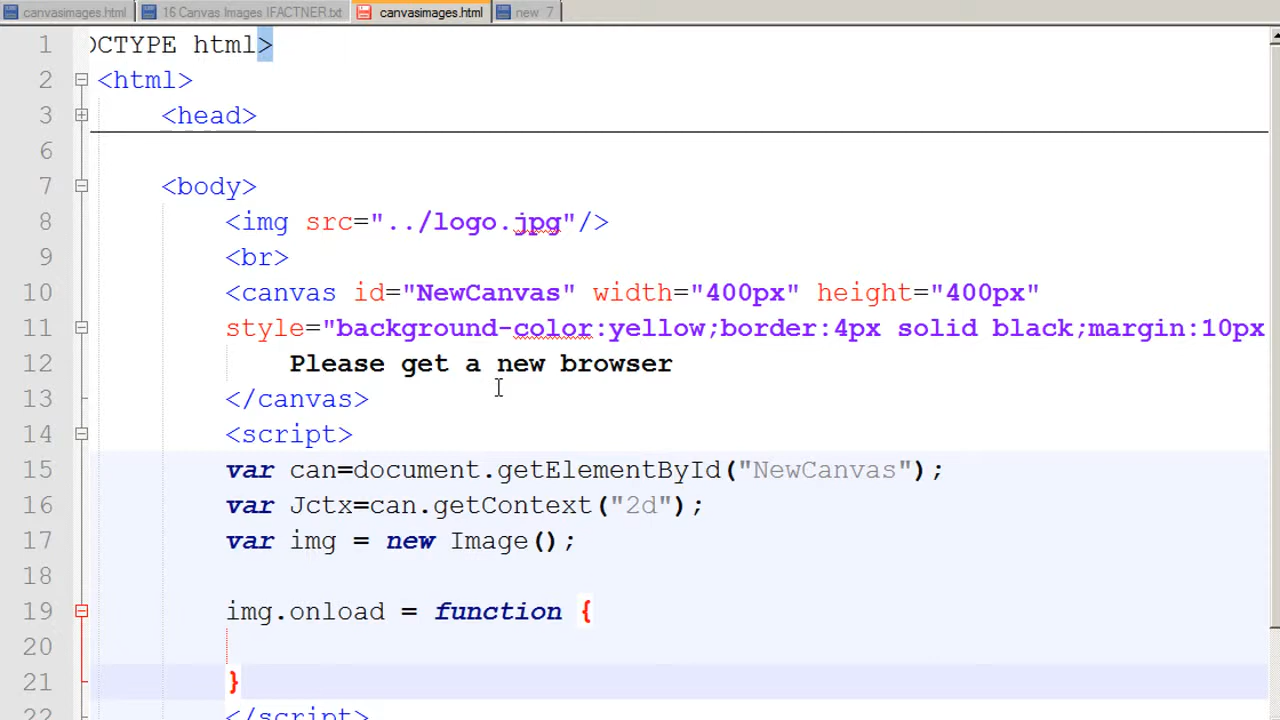 canvasimages.html 16 Canvas Images IFACTNER.txt canvasimages.html new 7
1 OCTYPE html>
2 <html>
3 <head>
6
7 <body>
8 <img src="../logo.jpg"/>
9 <br>
10 <canvas id="NewCanvas" width="400px" height="400px"
11 style="background-color:yellow;border:4px solid black;margin:10px
12 Please get a new browser
13 </canvas>
14 <script>
15 var can=document.getElementById("NewCanvas");
16 var Jctx=can.getContext("2d");
17 var img = new Image();
18
19 img.onload = function {
20
21 }
22 </script>